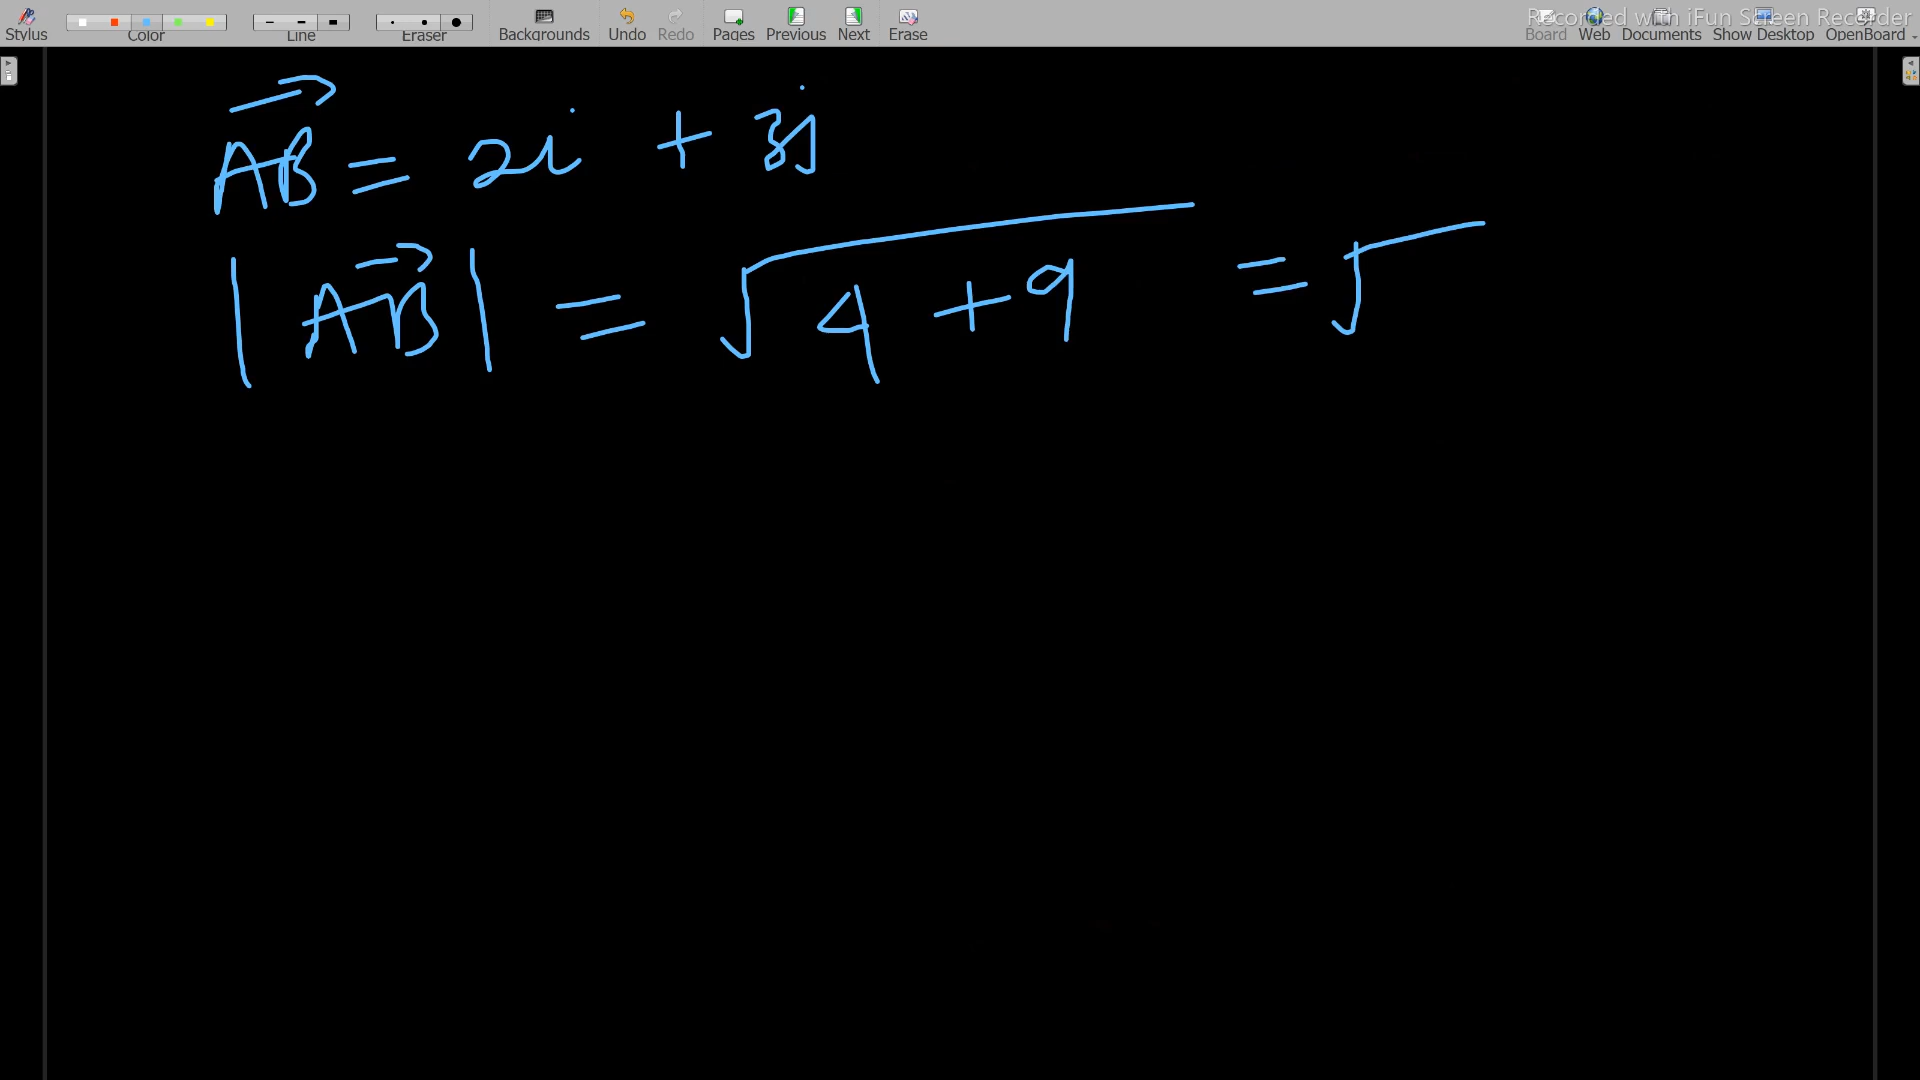 Recorded with iFun Screen Recorder
Stylus Color Line Eraser Backgrounds Undo Redo Pages Previous Next Erase Board Web Documents Show Desktop OpenBoard
AB⃗ = 2i + 3j
|AB⃗| = √4 + 9 = √